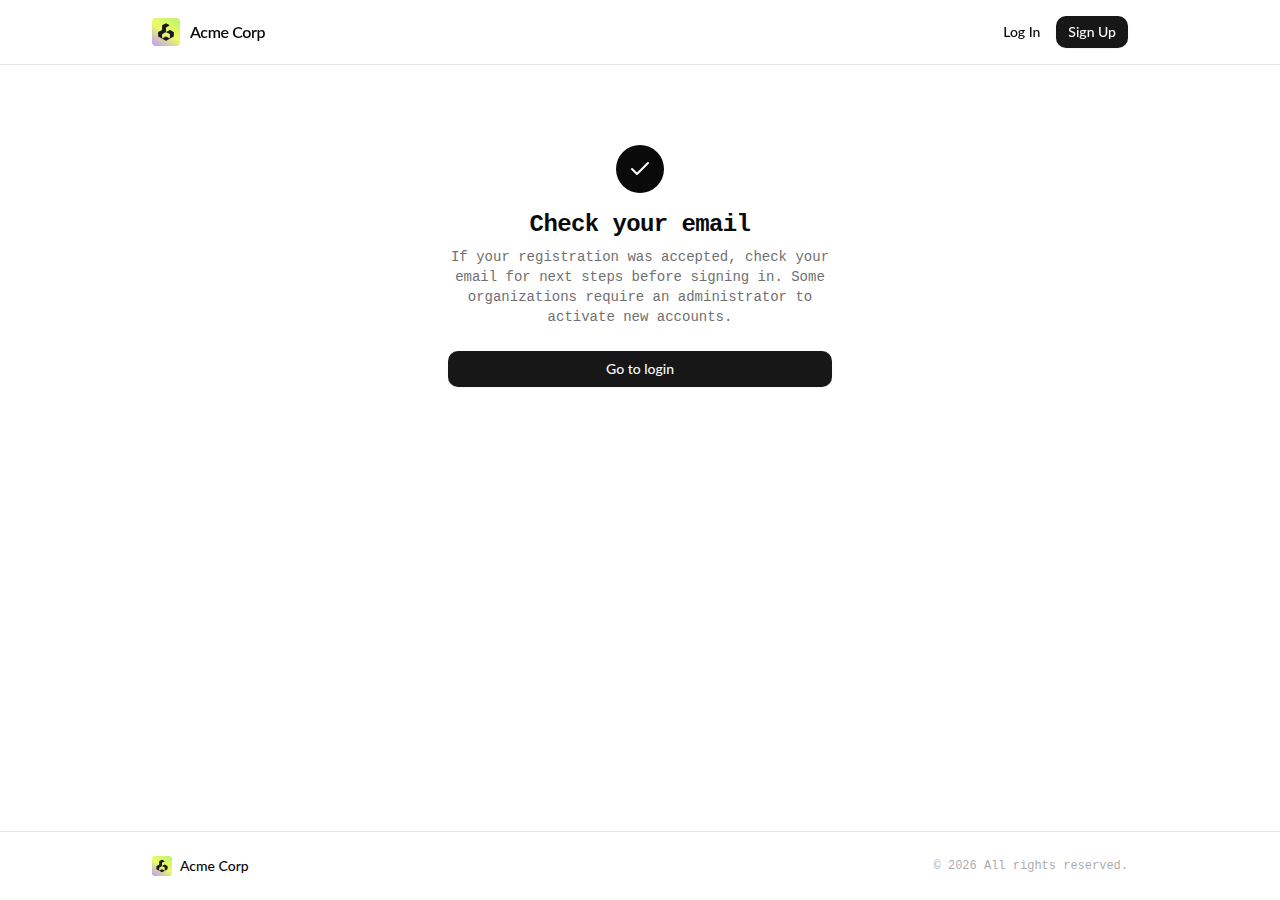 Acme Corp
Log In
Sign Up
Check your email
If your registration was accepted, check your
email for next steps before signing in. Some
organizations require an administrator to
activate new accounts.
Go to login
Acme Corp
© 2026 All rights reserved.